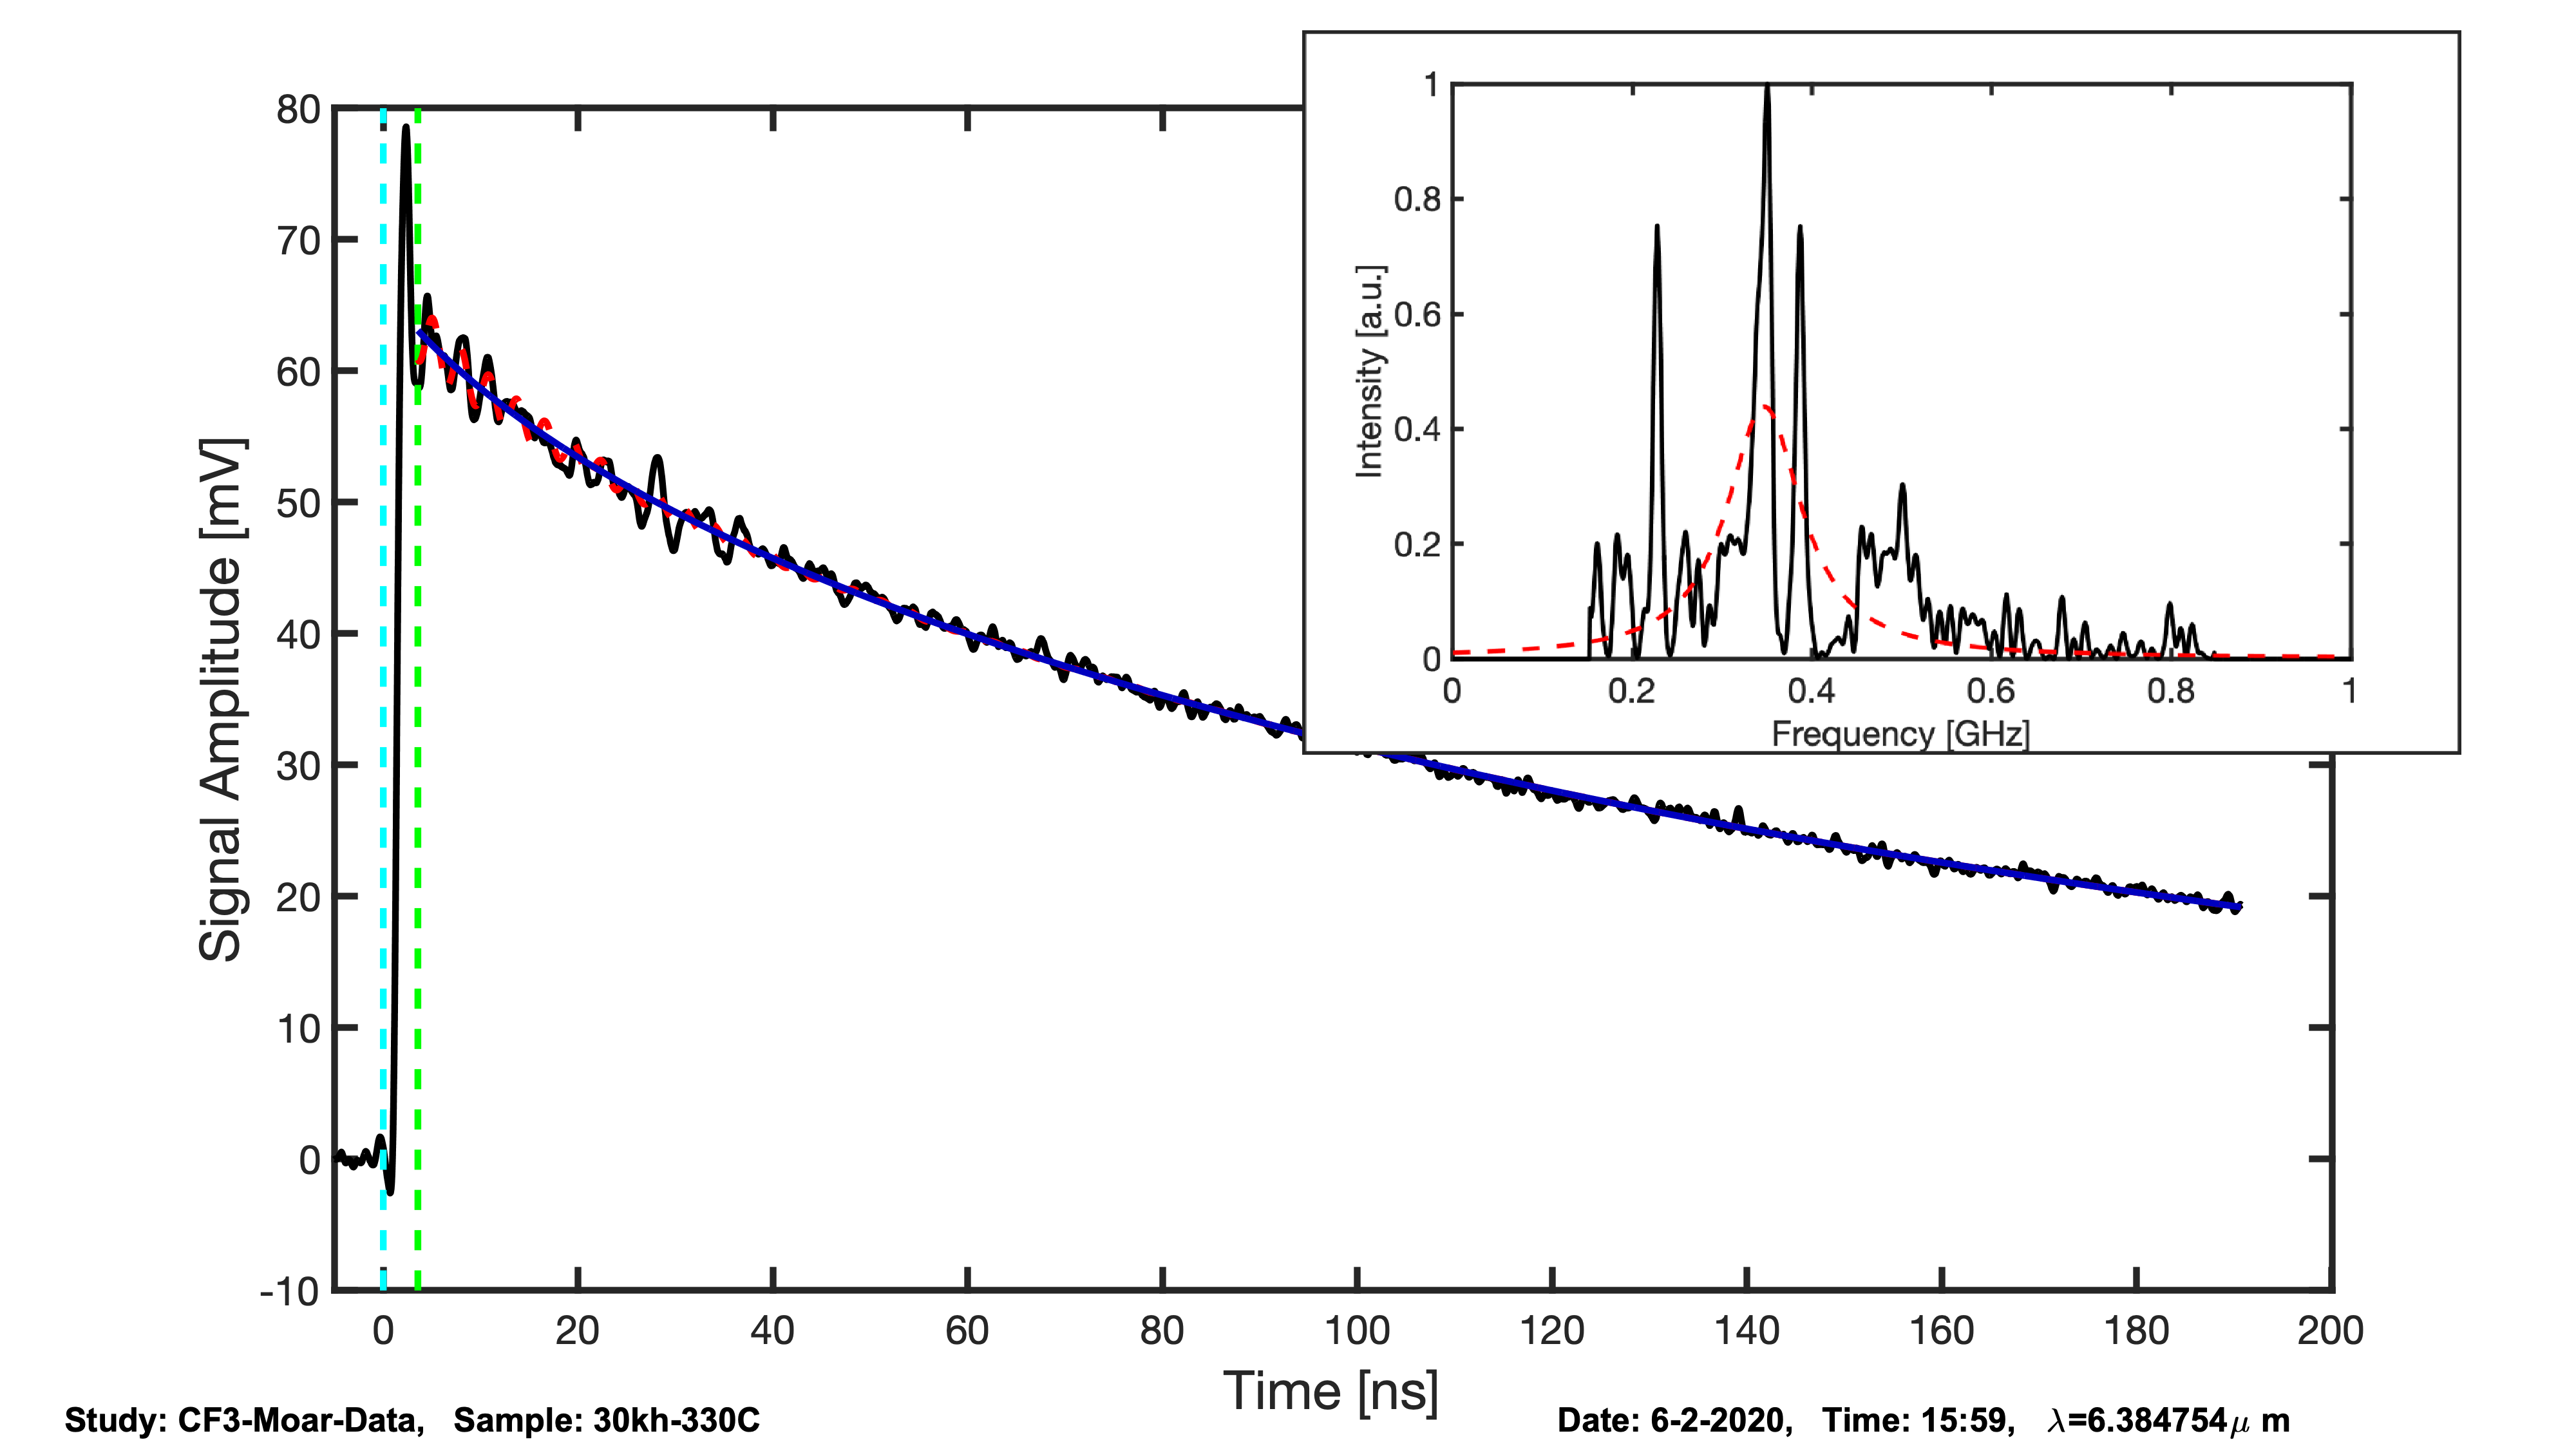 80
70
60
50
40
30
20
10
0
-10
Signal Amplitude [mV]
0 20 40 60 80 100 120 140 160 180 200
Time [ns]
1
0.8
0.6
0.4
0.2
0
Intensity [a.u.]
0 0.2 0.4 0.6 0.8 1
Frequency [GHz]
Study: CF3-Moar-Data, Sample: 30kh-330C
Date: 6-2-2020, Time: 15:59, λ=6.384754μ m